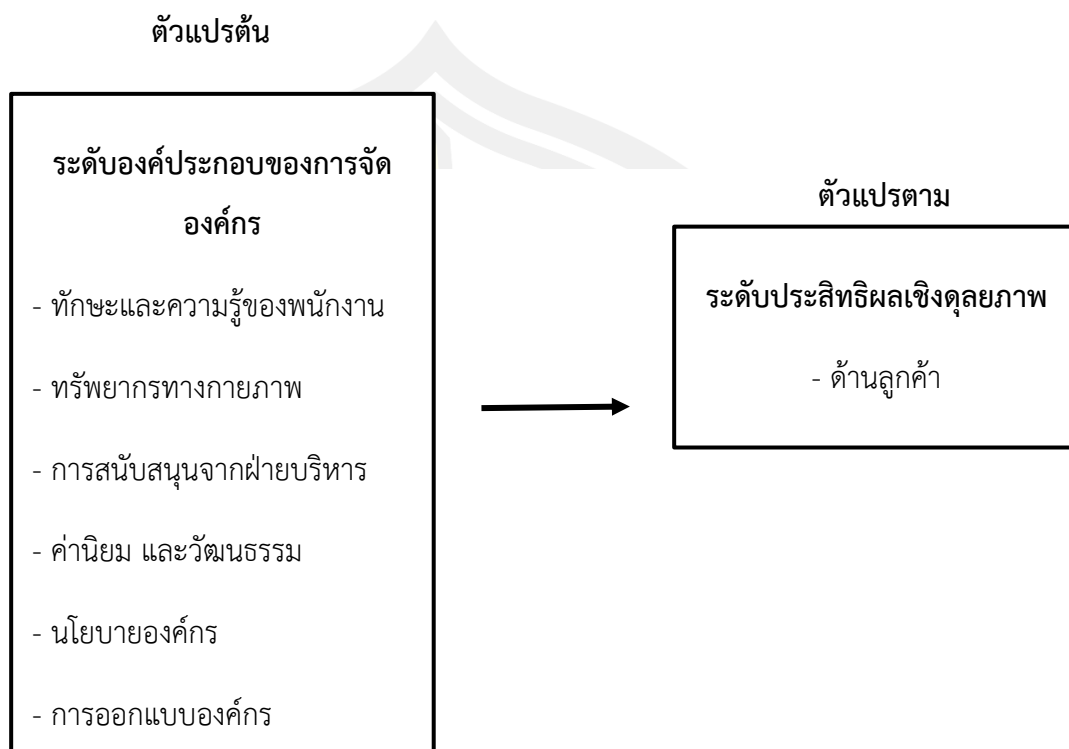 ตัวแปรต้น
ระดับองค์ประกอบของการจัด
องค์กร
- ทักษะและความรู้ของพนักงาน
- ทรัพยากรทางกายภาพ
- การสนับสนุนจากฝ่ายบริหาร
- ค่านิยม และวัฒนธรรม
- นโยบายองค์กร
- การออกแบบองค์กร
ตัวแปรตาม
ระดับประสิทธิผลเชิงดุลยภาพ
- ด้านลูกค้า